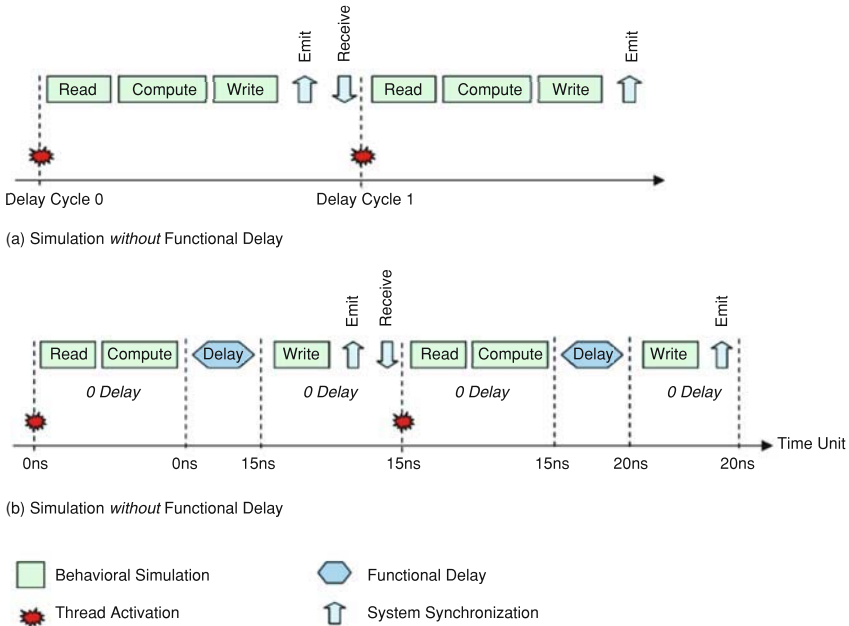 Emit
Receive
Emit
Read Compute Write Read Compute Write
Delay Cycle 0 Delay Cycle 1
(a) Simulation without Functional Delay
Emit
Receive
Emit
Read Compute Delay Write Read Compute Delay Write
0 Delay 0 Delay 0 Delay 0 Delay
Time Unit
0ns 0ns 15ns 15ns 15ns 20ns 20ns
(b) Simulation without Functional Delay
Behavioral Simulation Functional Delay
Thread Activation System Synchronization